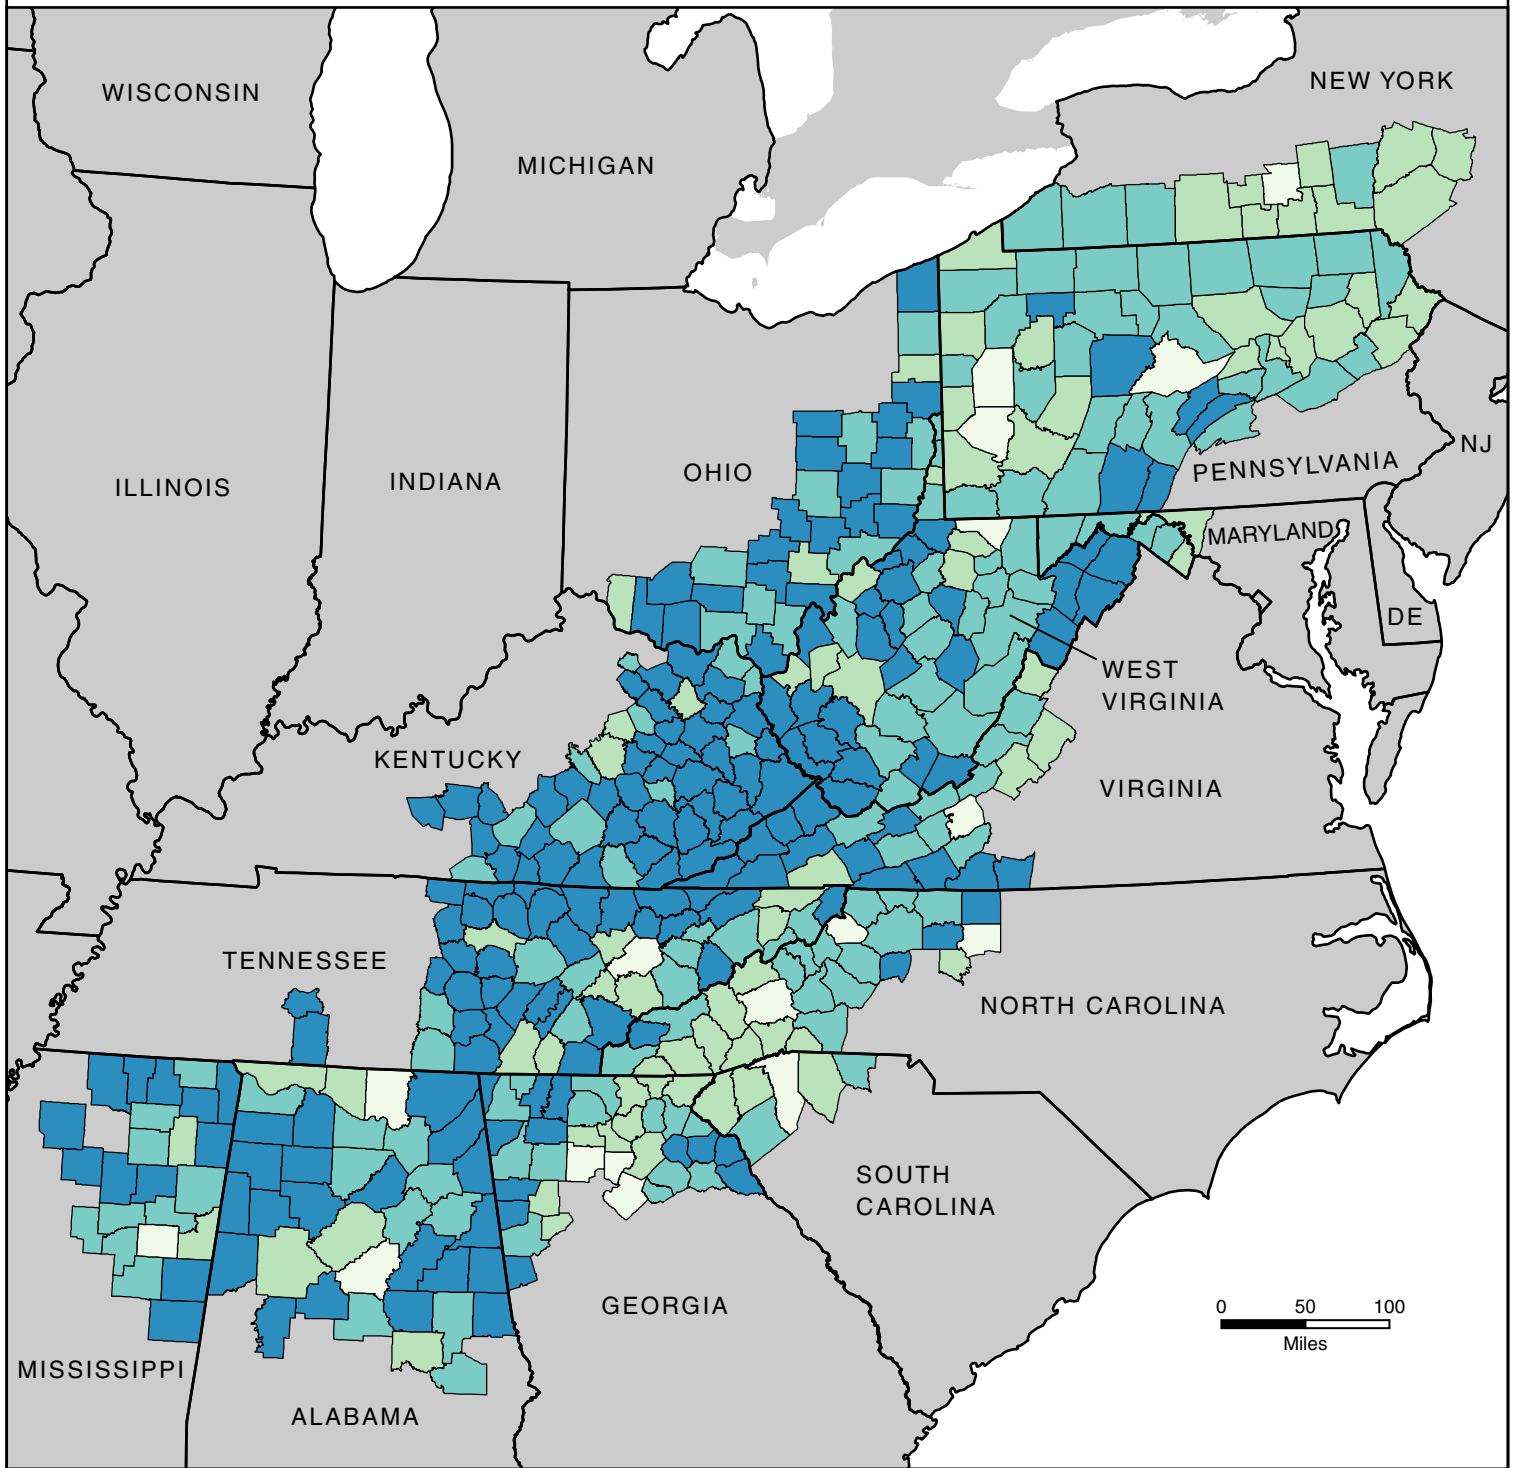 WISCONSIN
MICHIGAN
NEW YORK
ILLINOIS
INDIANA
OHIO
PENNSYLVANIA
NJ
MARYLAND
DE
WEST
VIRGINIA
KENTUCKY
VIRGINIA
TENNESSEE
NORTH CAROLINA
SOUTH
CAROLINA
GEORGIA
MISSISSIPPI
ALABAMA
0 50 100
Miles